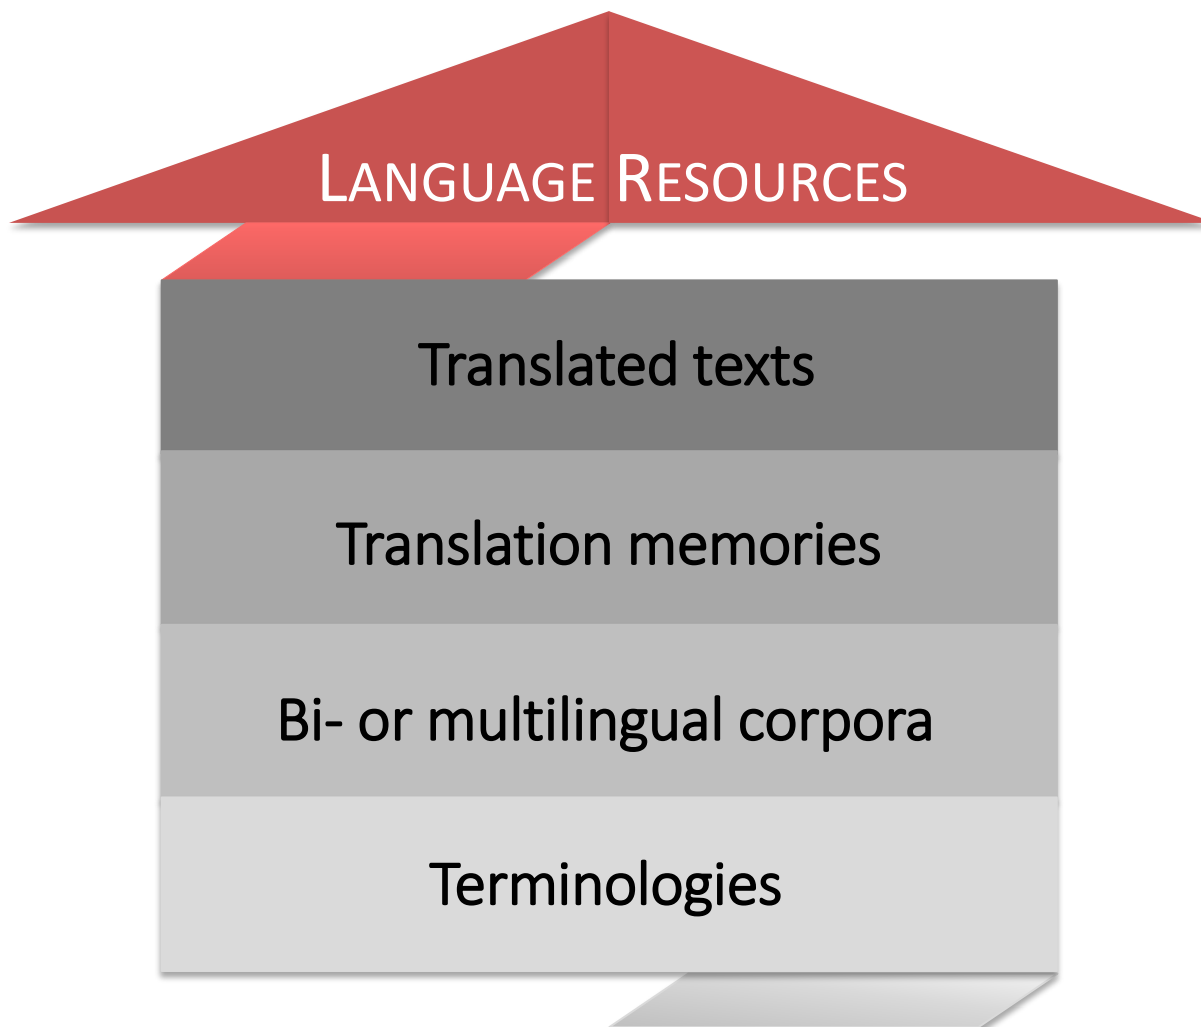 LANGUAGE RESOURCES
Translated texts
Translation memories
Bi- or multilingual corpora
Terminologies